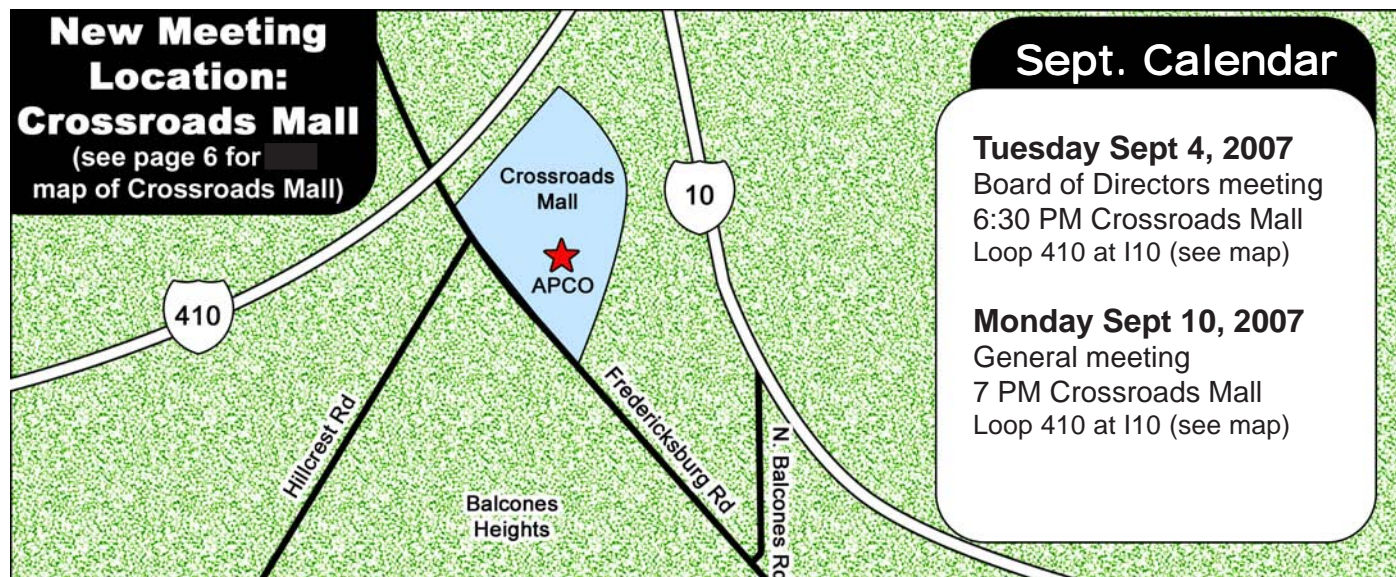 New Meeting
Location:
Crossroads Mall
(see page 6 for
map of Crossroads Mall)
Crossroads
Mall
APCO
410
10
Hillcrest Rd
Fredericksburg Rd
N. Balcones Rd
Balcones
Heights
Sept. Calendar
Tuesday Sept 4, 2007
Board of Directors meeting
6:30 PM Crossroads Mall
Loop 410 at I10 (see map)
Monday Sept 10, 2007
General meeting
7 PM Crossroads Mall
Loop 410 at I10 (see map)